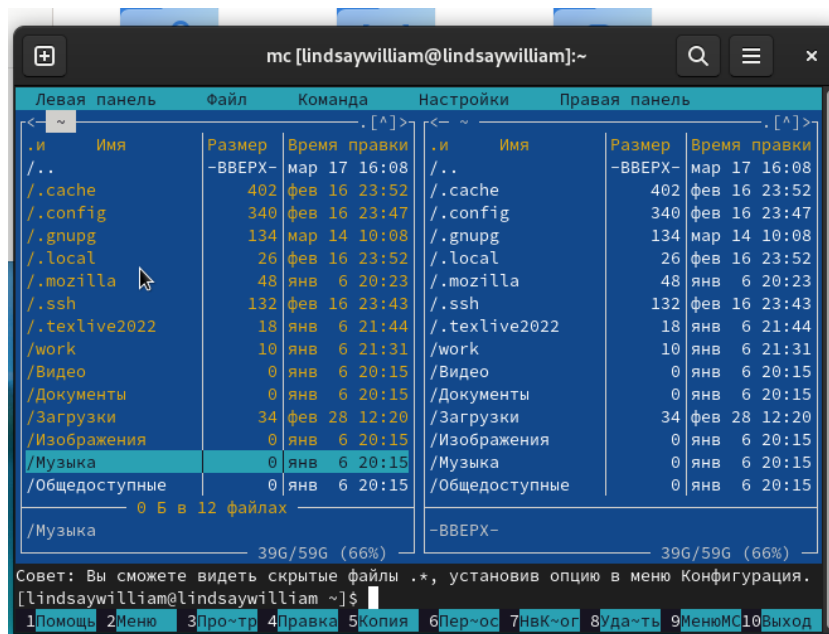 mc [lindsaywilliam@lindsaywilliam]:~
Левая панель Файл Команда Настройки Правая панель
<- ~ .[^]> <- ~ .[^]>
.и Имя Размер Время правки .и Имя Размер Время правки
/.. -ВВЕРХ- мар 17 16:08 /.. -ВВЕРХ- мар 17 16:08
/.cache 402 фев 16 23:52 /.cache 402 фев 16 23:52
/.config 340 фев 16 23:47 /.config 340 фев 16 23:47
/.gnupg 134 мар 14 10:08 /.gnupg 134 мар 14 10:08
/.local 26 фев 16 23:52 /.local 26 фев 16 23:52
/.mozilla 48 янв 6 20:23 /.mozilla 48 янв 6 20:23
/.ssh 132 фев 16 23:43 /.ssh 132 фев 16 23:43
/.texlive2022 18 янв 6 21:44 /.texlive2022 18 янв 6 21:44
/work 10 янв 6 21:31 /work 10 янв 6 21:31
/Видео 0 янв 6 20:15 /Видео 0 янв 6 20:15
/Документы 0 янв 6 20:15 /Документы 0 янв 6 20:15
/Загрузки 34 фев 28 12:20 /Загрузки 34 фев 28 12:20
/Изображения 0 янв 6 20:15 /Изображения 0 янв 6 20:15
/Музыка 0 янв 6 20:15 /Музыка 0 янв 6 20:15
/Общедоступные 0 янв 6 20:15 /Общедоступные 0 янв 6 20:15
0 Б в 12 файлах
/Музыка -ВВЕРХ-
39G/59G (66%) 39G/59G (66%)
Совет: Вы сможете видеть скрытые файлы .*, установив опцию в меню Конфигурация.
[lindsaywilliam@lindsaywilliam ~]$
1Помощь 2Меню 3Про~тр 4Правка 5Копия 6Пер~ос 7НвК~ог 8Уда~ть 9МенюMC 10Выход